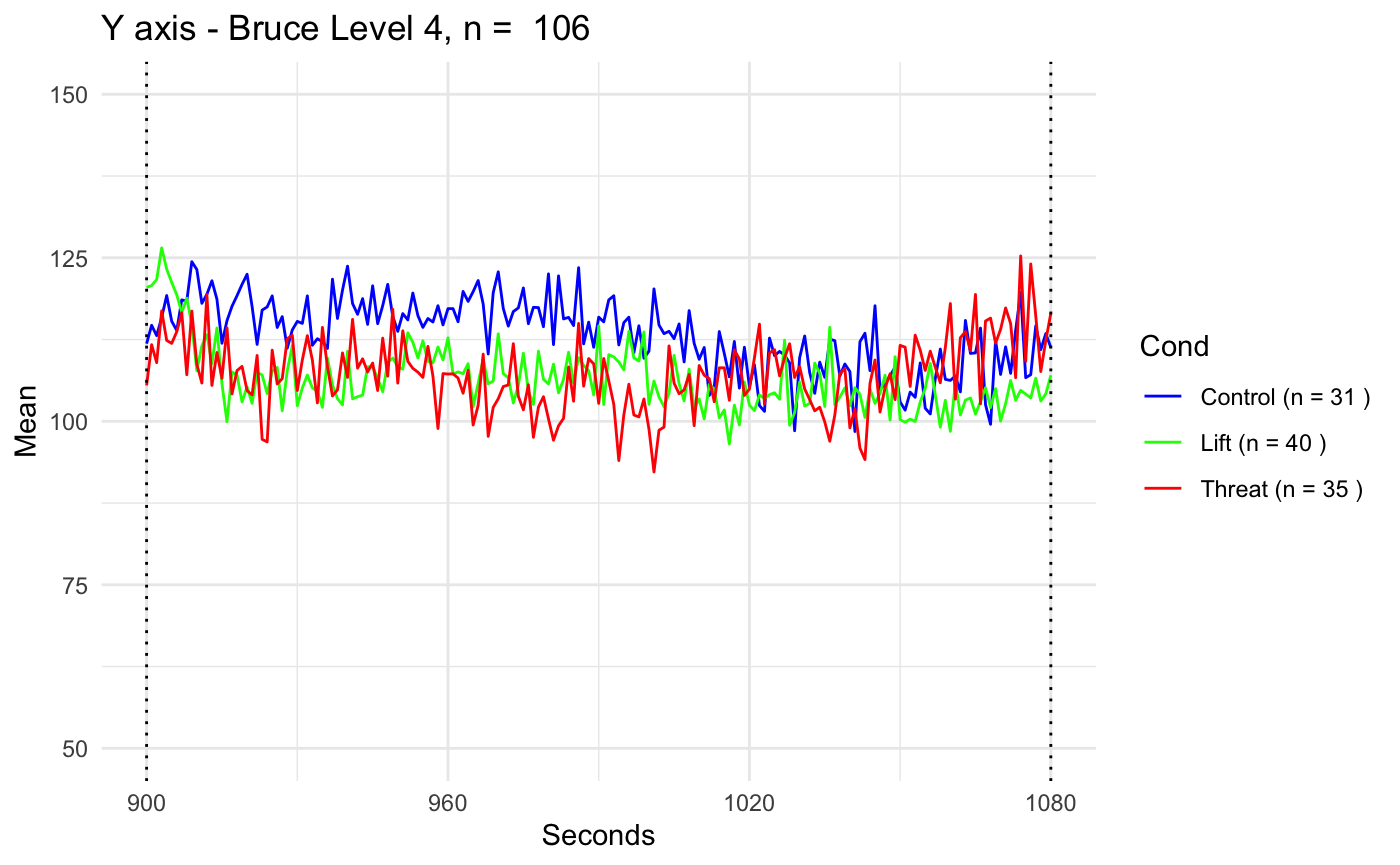 Y axis - Bruce Level 4, n =  106
150
125
100
75
50
Mean
900
960
1020
1080
Seconds
Cond
Control (n = 31 )
Lift (n = 40 )
Threat (n = 35 )